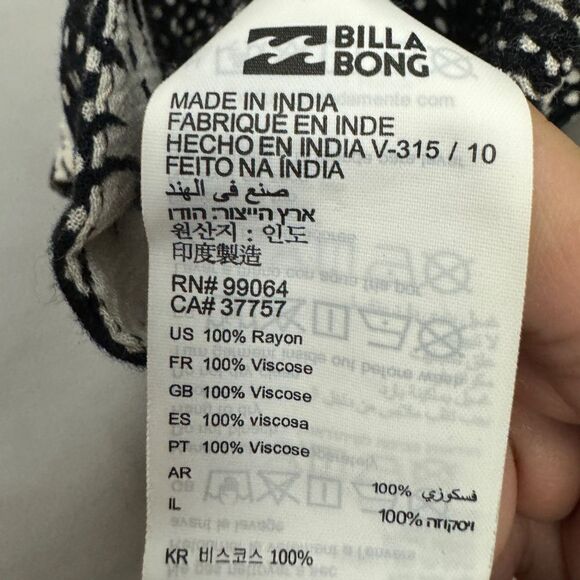 BILLA
BONG
MADE IN INDIA
FABRIQUÉ EN INDE
HECHO EN INDIA V-315 / 10
FEITO NA ÍNDIA
صنع في الهند
ארץ הייצור: הודו
원산지 : 인도
印度製造
RN# 99064
CA# 37757
US 100% Rayon
FR 100% Viscose
GB 100% Viscose
ES 100% viscosa
PT 100% Viscose
AR فسكوزي 100%
IL ויסקוזה 100%
KR 비스코스 100%